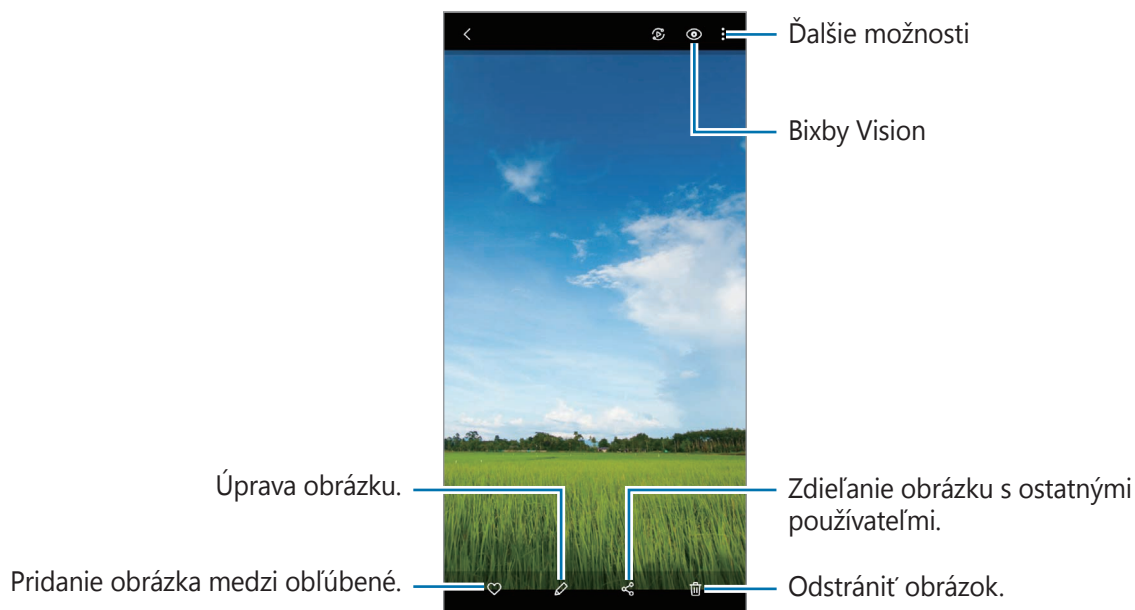 Ďalšie možnosti
Bixby Vision
Úprava obrázku.
Zdieľanie obrázku s ostatnými
používateľmi.
Pridanie obrázka medzi obľúbené.
Odstrániť obrázok.